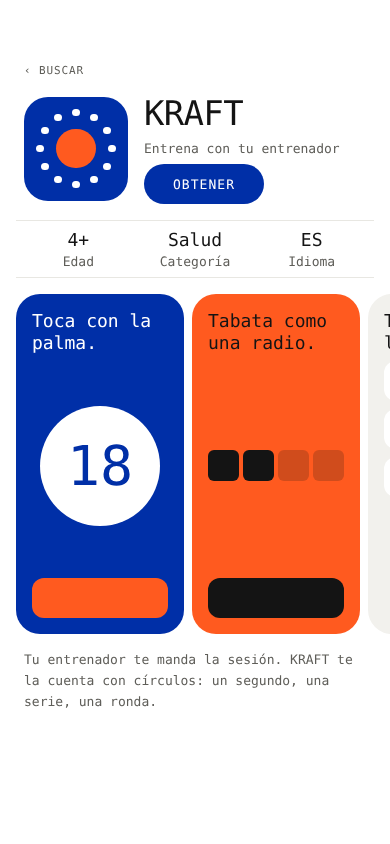 ‹ BUSCAR
KRAFT
Entrena con tu entrenador
OBTENER
4+
Edad
Salud
Categoría
ES
Idioma
Toca con la
palma.
18
Tabata como
una radio.
Tu entrenador te manda la sesión. KRAFT te
la cuenta con círculos: un segundo, una
serie, una ronda.